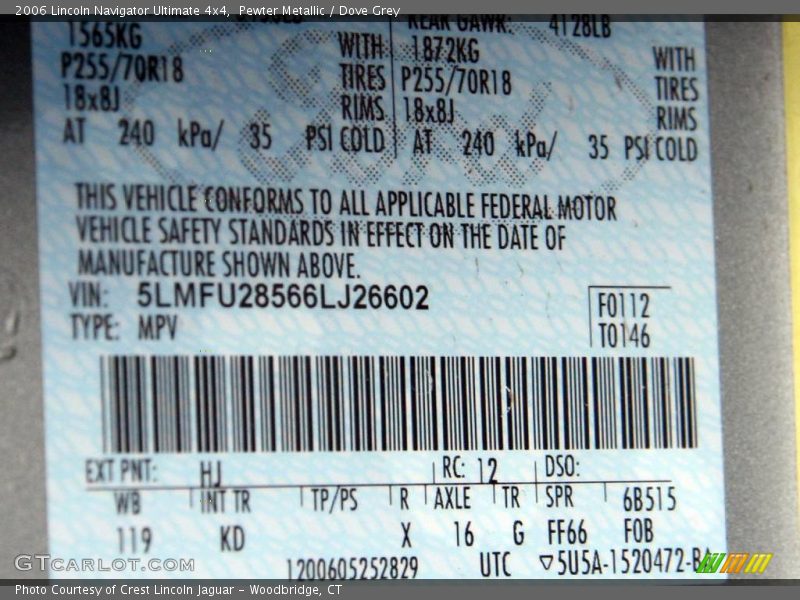 2006 Lincoln Navigator Ultimate 4x4, Pewter Metallic / Dove Grey
REAR GAWR: 4128LB
1565KG WITH 1872KG WITH
P255/70R18 TIRES P255/70R18 TIRES
18x8J RIMS 18x8J RIMS
AT 240 kPa/ 35 PSI COLD AT 240 kPa/ 35 PSI COLD
THIS VEHICLE CONFORMS TO ALL APPLICABLE FEDERAL MOTOR
VEHICLE SAFETY STANDARDS IN EFFECT ON THE DATE OF
MANUFACTURE SHOWN ABOVE.
VIN: 5LMFU28566LJ26602 F0112
TYPE: MPV T0146
EXT PNT: HJ RC: 12 DSO:
WB INT TR TP/PS R AXLE TR SPR 6B515
119 KD X 16 G FF66 F0B
1200605252829 UTC ▽5U5A-1520472-BA
GTCarLot.com
Photo Courtesy of Crest Lincoln Jaguar - Woodbridge, CT